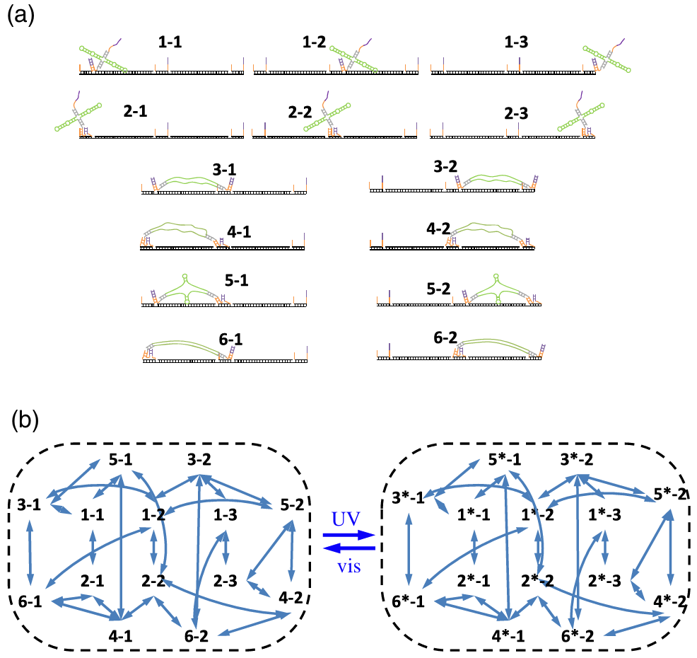 (a)
1-1 1-2 1-3
2-1 2-2 2-3
3-1 3-2
4-1 4-2
5-1 5-2
6-1 6-2
(b)
5-1 3-2 5*-1 3*-2
3-1 5-2 3*-1 5*-2
1-1 1-2 1-3 UV 1*-1 1*-2 1*-3
vis
2-1 2-2 2-3 2*-1 2*-2 2*-3
6-1 4-2 6*-1 4*-2
4-1 6-2 4*-1 6*-2